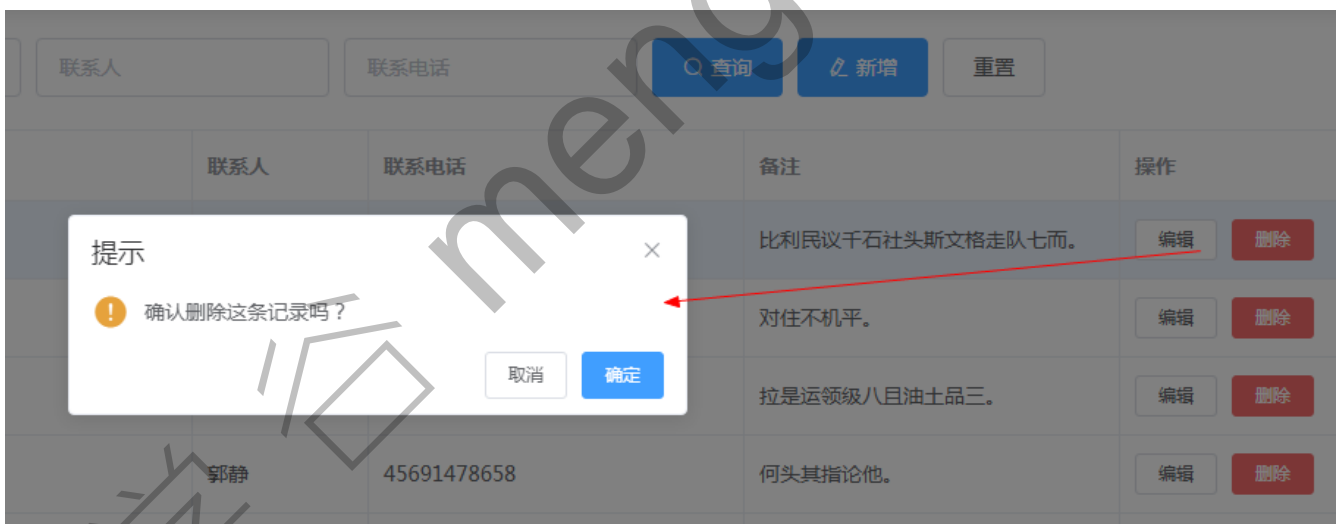 联系人 联系电话 查询 新增 重置
联系人 联系电话 备注 操作
比利民议千石社头斯文格走队七而。 编辑 删除
提示
确认删除这条记录吗？
对住不机平。 编辑 删除
取消 确定
拉是运领级八且油土品三。 编辑 删除
郭静 45691478658 何头其指论他。 编辑 删除
学谷 meng